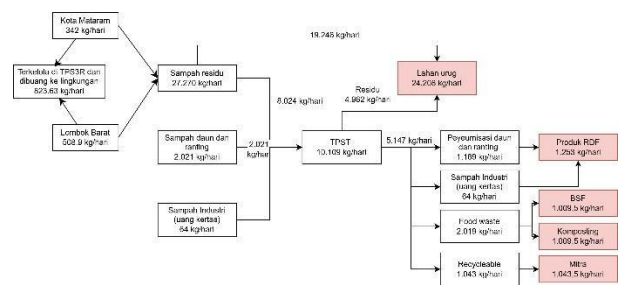 Kota Mataram
342 kg/hari
Terkelola di TPS3R dan
dibuang ke lingkungan
823.63 kg/hari
Lombok Barat
508.9 kg/hari
Sampah residu
27.270 kg/hari
19.246 kg/hari
8.024 kg/hari
Residu
4.962 kg/hari
Lahan urug
24.208 kg/hari
Sampah daun dan
ranting
2.021 kg/hari
2.021
kg/hari
Sampah Industri
(uang kertas)
64 kg/hari
TPST
10.109 kg/hari
5.147 kg/hari
Peyeumisasi daun
dan ranting
1.189 kg/hari
Produk RDF
1.253 kg/hari
Sampah Industri
(uang kertas)
64 kg/hari
Food waste
2.019 kg/hari
BSF
1.009.5 kg/hari
Komposting
1.009.5 kg/hari
Recycleable
1.043 kg/hari
Mitra
1.043.5 kg/hari